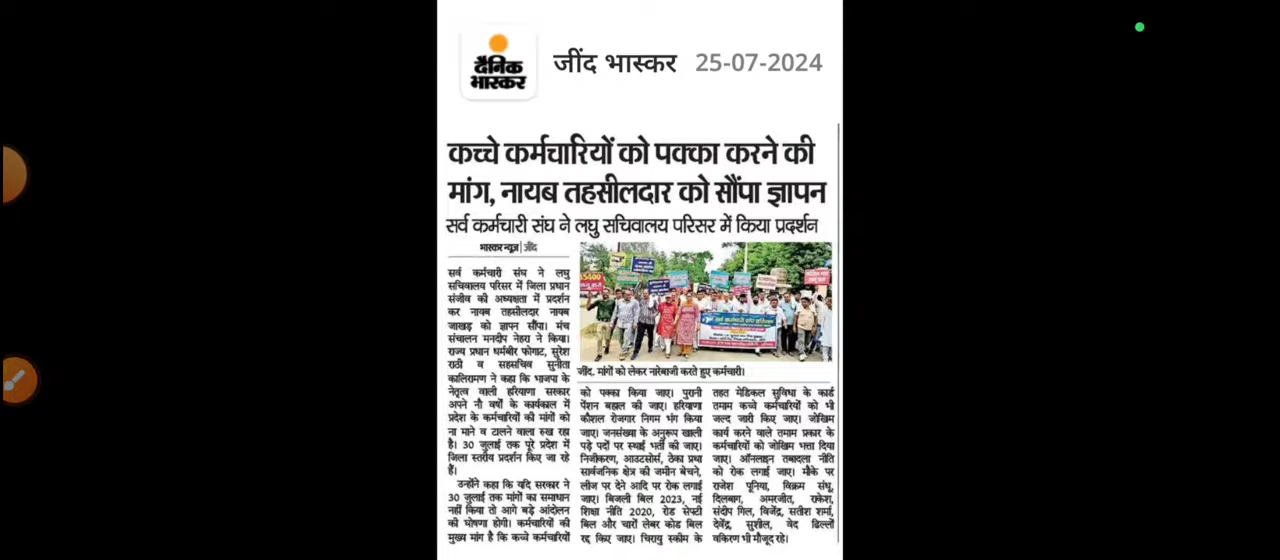 दैनिक
भास्कर
जींद भास्कर 25-07-2024
कच्चे कर्मचारियों को पक्का करने की
मांग, नायब तहसीलदार को सौंपा ज्ञापन
सर्व कर्मचारी संघ ने लघु सचिवालय परिसर में किया प्रदर्शन
भास्कर न्यूज | जींद
सर्व कर्मचारी संघ ने लघु
सचिवालय परिसर में जिला प्रधान
संजीव की अध्यक्षता में प्रदर्शन
कर नायब तहसीलदार नायब
जाखड़ को ज्ञापन सौंपा। मंच
संचालन मनदीप नेहरा ने किया।
राज्य प्रधान धर्मबीर फोगाट, सुरेश
राठी व सहसचिव सुनीता
कालिरामण ने कहा कि भाजपा के
नेतृत्व वाली हरियाणा सरकार
अपने नौ वर्षों के कार्यकाल में
प्रदेश के कर्मचारियों की मांगों को
ना माने व टालने वाला रुख रहा
है। 30 जुलाई तक पूरे प्रदेश में
जिला स्तरीय प्रदर्शन किए जा रहे
हैं।
उन्होंने कहा कि यदि सरकार ने
30 जुलाई तक मांगों का समाधान
नहीं किया तो आगे बड़े आंदोलन
की घोषणा होगी। कर्मचारियों की
मुख्य मांग है कि कच्चे कर्मचारियों
5400
सर्व कर्मचारी संघ हरियाणा
जींद. मांगों को लेकर नारेबाजी करते हुए कर्मचारी।
को पक्का किया जाए। पुरानी
पेंशन बहाल की जाए। हरियाणा
कौशल रोजगार निगम भंग किया
जाए। जनसंख्या के अनुरूप खाली
पड़े पदों पर स्थाई भर्ती की जाए।
निजीकरण, आउटसोर्स, ठेका प्रथा
सार्वजनिक क्षेत्र की जमीन बेचने,
लीज पर देने आदि पर रोक लगाई
जाए। बिजली बिल 2023, नई
शिक्षा नीति 2020, रोड सेफ्टी
बिल और चारों लेबर कोड बिल
रद्द किए जाए। चिरायु स्कीम के
तहत मेडिकल सुविधा के कार्ड
तमाम कच्चे कर्मचारियों को भी
जल्द जारी किए जाए। जोखिम
कार्य करने वाले तमाम प्रकार के
कर्मचारियों को जोखिम भत्ता दिया
जाए। ऑनलाइन तबादला नीति
को रोक लगाई जाए। मौके पर
राजेश पूनिया, विक्रम संधू,
दिलबाग, अमरजीत, राकेश,
संदीप गिल, विजेंद्र, सतीश शर्मा,
देवेंद्र, सुशील, वेद ढिल्लों
वकिरण भी मौजूद रहे।